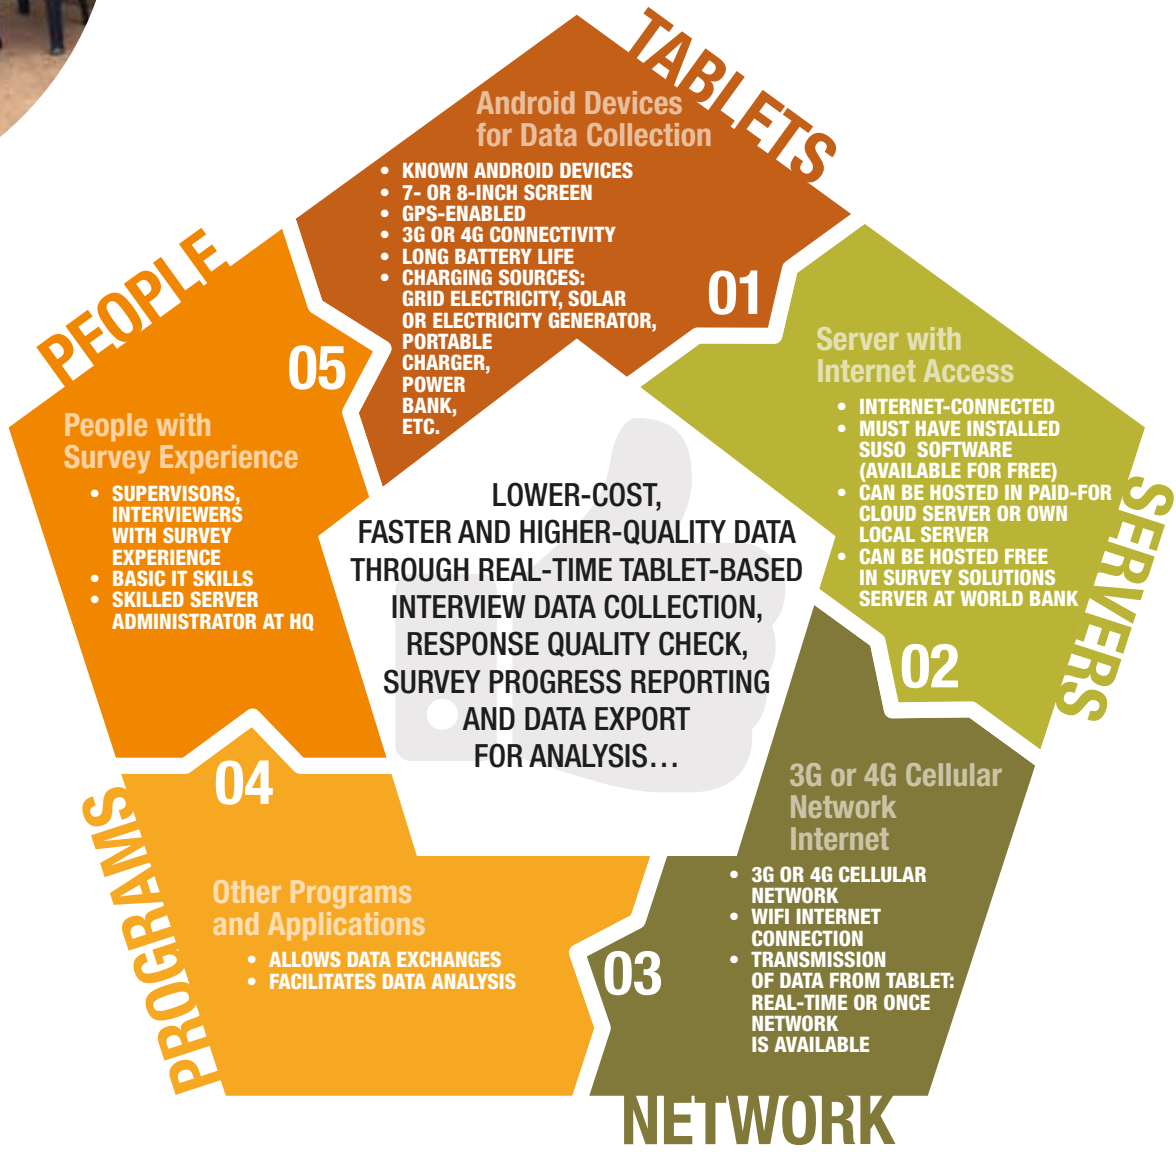 TABLETS
Android Devices
for Data Collection
• KNOWN ANDROID DEVICES
• 7- OR 8-INCH SCREEN
• GPS-ENABLED
• 3G OR 4G CONNECTIVITY
• LONG BATTERY LIFE
• CHARGING SOURCES:
GRID ELECTRICITY, SOLAR
OR ELECTRICITY GENERATOR,
PORTABLE
CHARGER,
POWER
BANK,
ETC.
01
SERVERS
Server with
Internet Access
• INTERNET-CONNECTED
• MUST HAVE INSTALLED
SUSO SOFTWARE
(AVAILABLE FOR FREE)
• CAN BE HOSTED IN PAID-FOR
CLOUD SERVER OR OWN
LOCAL SERVER
• CAN BE HOSTED FREE
IN SURVEY SOLUTIONS
SERVER AT WORLD BANK
02
3G or 4G Cellular
Network
Internet
• 3G OR 4G CELLULAR
NETWORK
• WIFI INTERNET
CONNECTION
• TRANSMISSION
OF DATA FROM TABLET:
REAL-TIME OR ONCE
NETWORK
IS AVAILABLE
03
NETWORK
PROGRAMS
04
Other Programs
and Applications
• ALLOWS DATA EXCHANGES
• FACILITATES DATA ANALYSIS
PEOPLE
05
People with
Survey Experience
• SUPERVISORS,
INTERVIEWERS
WITH SURVEY
EXPERIENCE
• BASIC IT SKILLS
• SKILLED SERVER
ADMINISTRATOR AT HQ
LOWER-COST,
FASTER AND HIGHER-QUALITY DATA
THROUGH REAL-TIME TABLET-BASED
INTERVIEW DATA COLLECTION,
RESPONSE QUALITY CHECK,
SURVEY PROGRESS REPORTING
AND DATA EXPORT
FOR ANALYSIS…